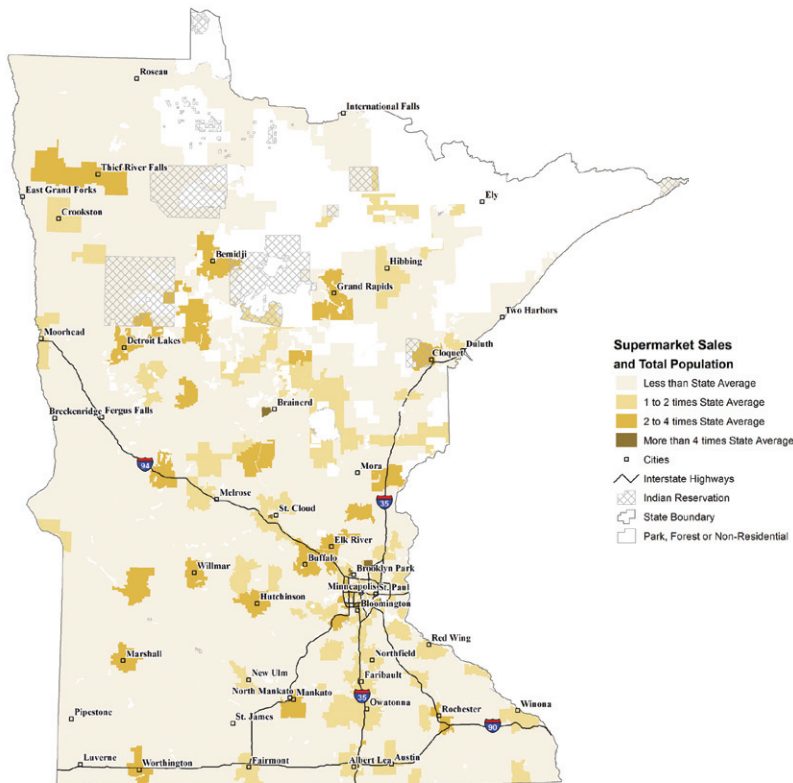 Roseau
International Falls
Thief River Falls
East Grand Forks
Crookston
Ely
Bemidji
Hibbing
Grand Rapids
Two Harbors
Moorhead
Detroit Lakes
Duluth
Cloquet
Supermarket Sales
and Total Population
Less than State Average
1 to 2 times State Average
2 to 4 times State Average
More than 4 times State Average
Cities
Interstate Highways
Indian Reservation
State Boundary
Park, Forest or Non-Residential
Breckenridge
Fergus Falls
Brainerd
94
Mora
Melrose
35
St. Cloud
Elk River
Buffalo
Willmar
Brooklyn Park
Minneapolis
St. Paul
Hutchinson
Bloomington
Red Wing
Marshall
Northfield
New Ulm
Faribault
North Mankato
Mankato
35
Owatonna
Winona
Pipestone
St. James
Rochester
90
Luverne
Worthington
Fairmont
Albert Lea
Austin